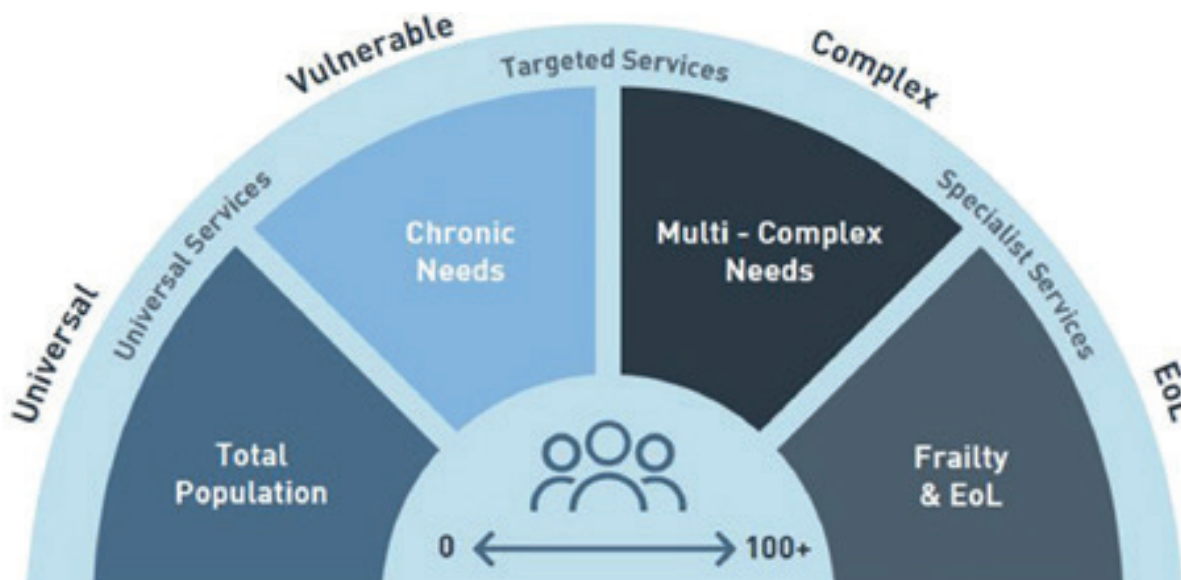 Universal
Vulnerable
Complex
EoL
Universal Services
Targeted Services
Specialist Services
Total
Population
Chronic
Needs
Multi - Complex
Needs
Frailty
& EoL
0
100+